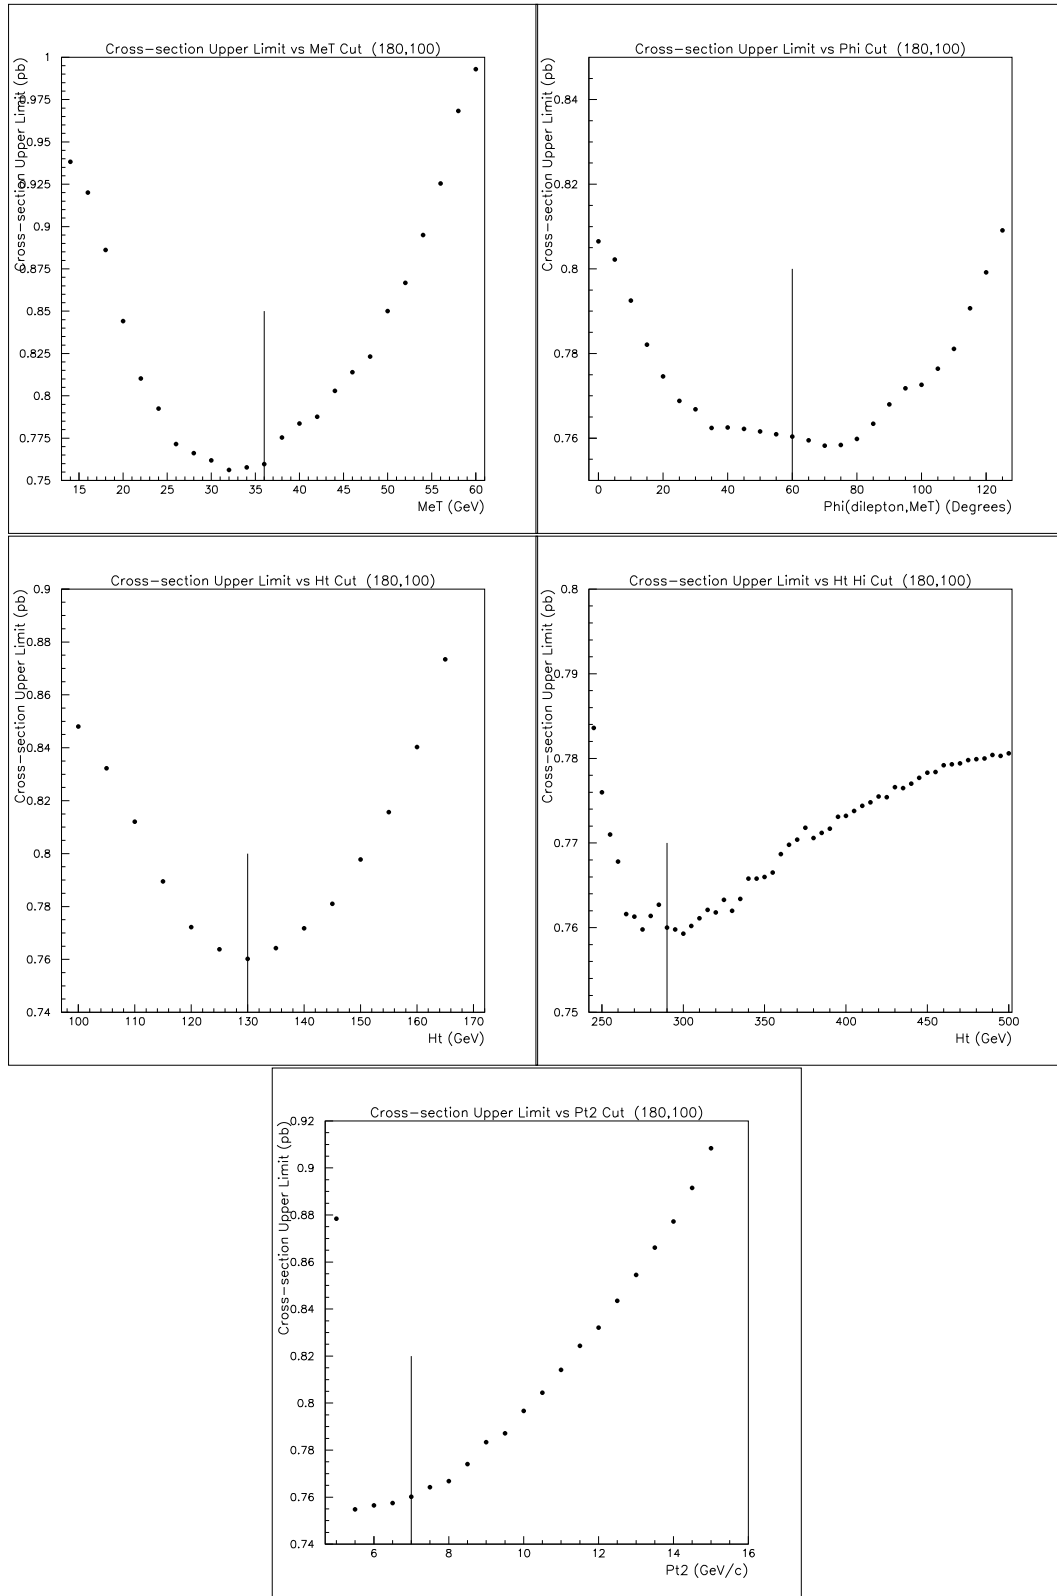 Cross-section Upper Limit vs MeT Cut (180,100)
Cross-section Upper Limit (pb)
1
0.975
0.95
0.925
0.9
0.875
0.85
0.825
0.8
0.775
0.75
15 20 25 30 35 40 45 50 55 60
MeT (GeV)
Cross-section Upper Limit vs Phi Cut (180,100)
Cross-section Upper Limit (pb)
0.84
0.82
0.8
0.78
0.76
0 20 40 60 80 100 120
Phi(dilepton,MeT) (Degrees)
Cross-section Upper Limit vs Ht Cut (180,100)
Cross-section Upper Limit (pb)
0.9
0.88
0.86
0.84
0.82
0.8
0.78
0.76
0.74
100 110 120 130 140 150 160 170
Ht (GeV)
Cross-section Upper Limit vs Ht Hi Cut (180,100)
Cross-section Upper Limit (pb)
0.8
0.79
0.78
0.77
0.76
0.75
250 300 350 400 450 500
Ht (GeV)
Cross-section Upper Limit vs Pt2 Cut (180,100)
Cross-section Upper Limit (pb)
0.92
0.9
0.88
0.86
0.84
0.82
0.8
0.78
0.76
0.74
6 8 10 12 14 16
Pt2 (GeV/c)